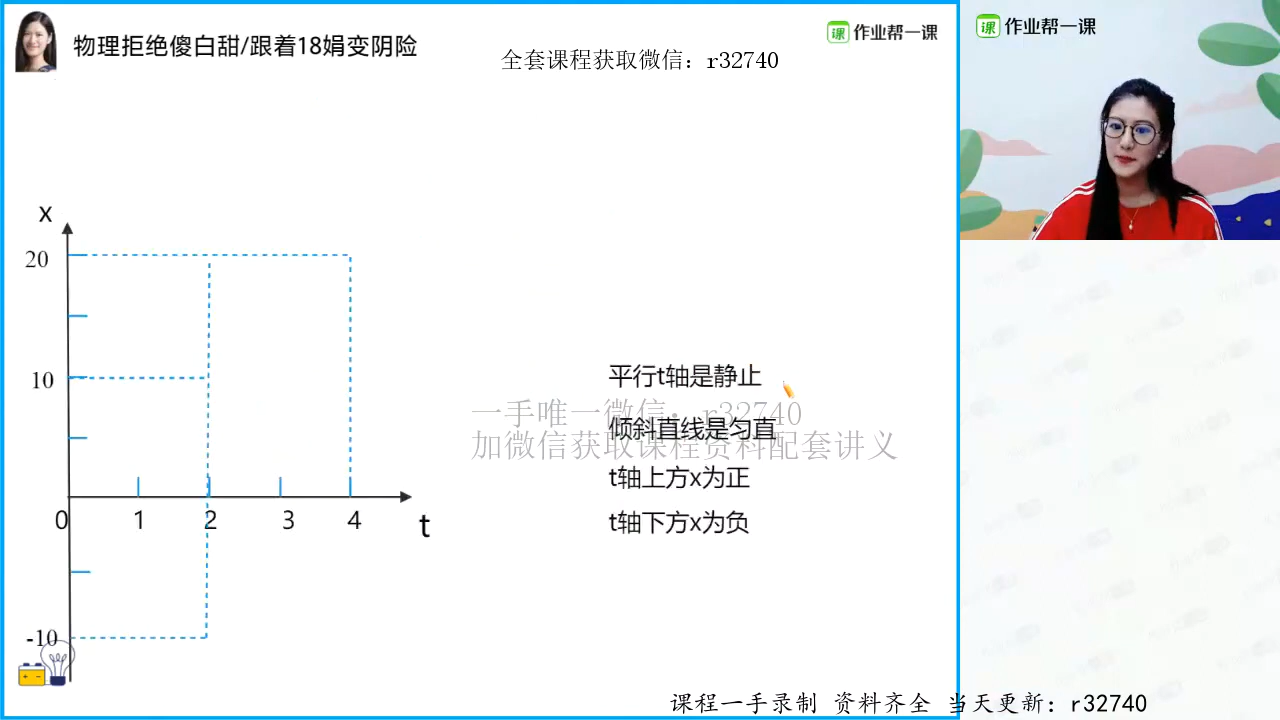 物理拒绝傻白甜/跟着18娟变阴险
全套课程获取微信：r32740
课 作业帮一课
课 作业帮一课
x
20
10
0 1 2 3 4 t
-10
平行t轴是静止
一手唯一微信：r32740
倾斜直线是匀直
加微信获取课程资料配套讲义
t轴上方x为正
t轴下方x为负
课程一手录制 资料齐全 当天更新：r32740